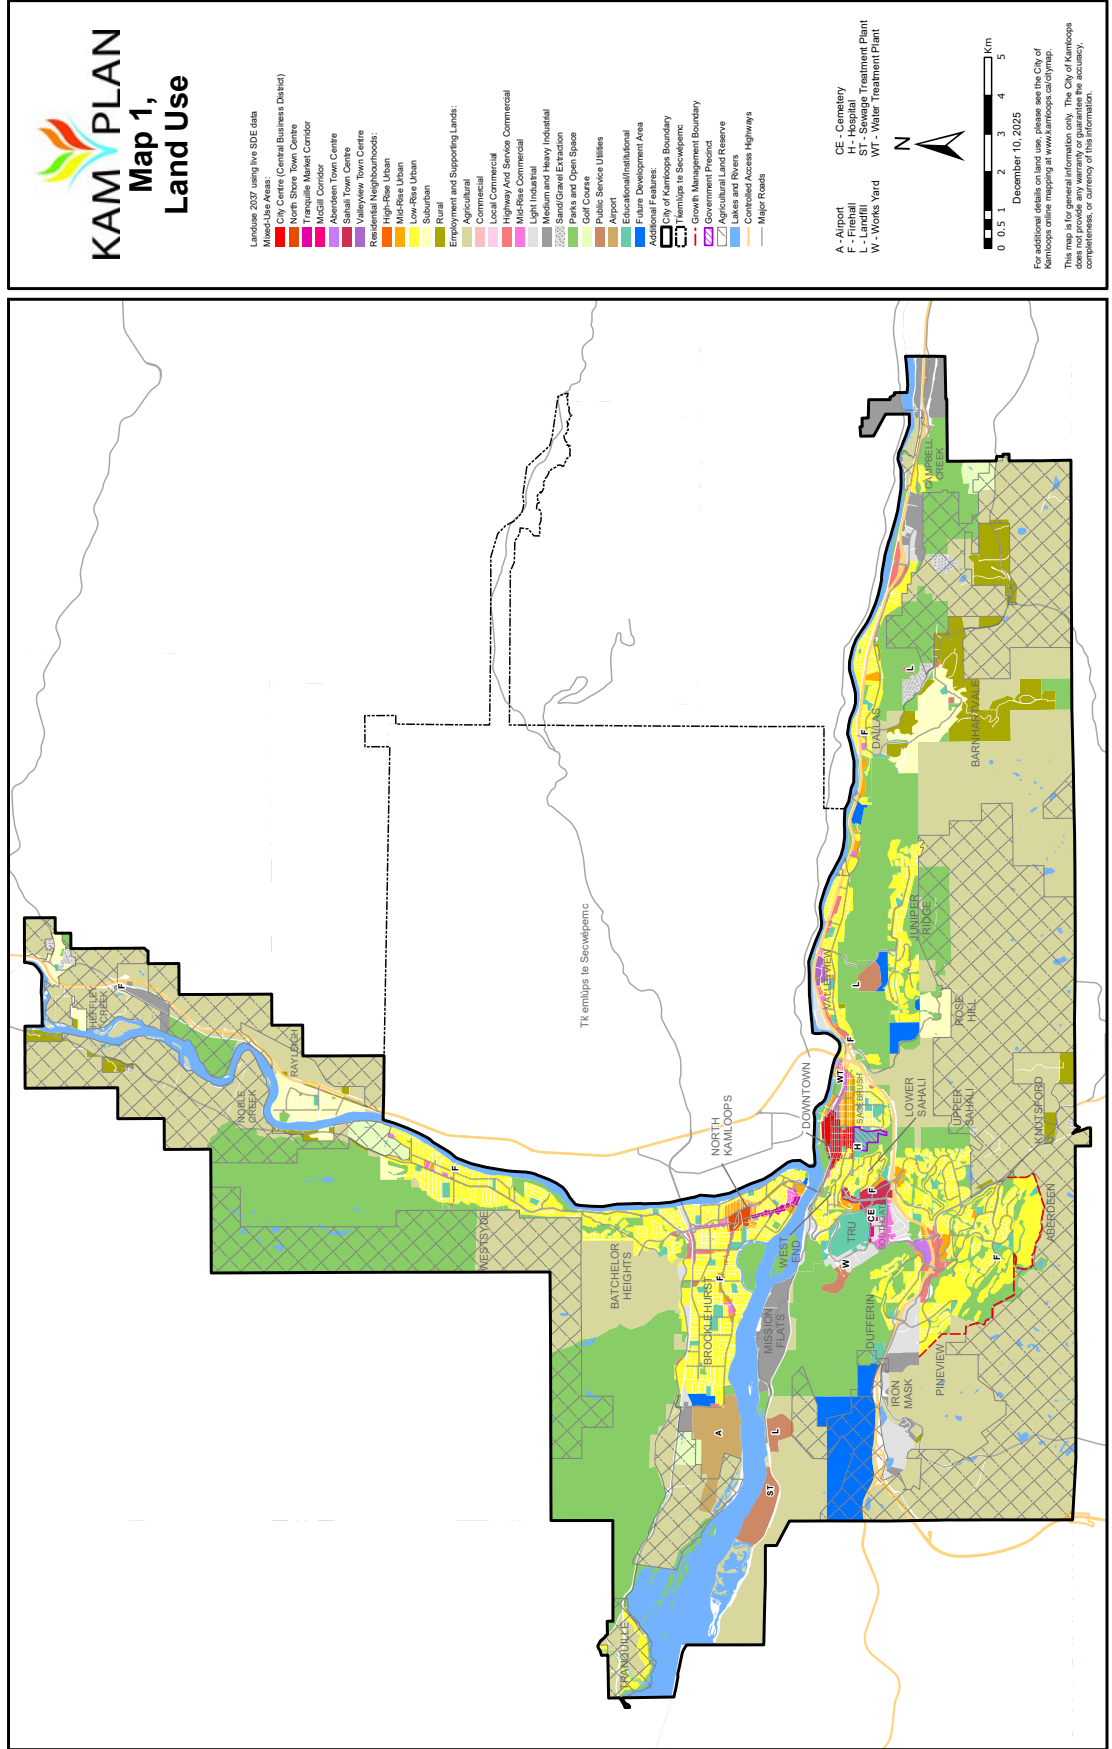 KAMPLAN
Map 1,
Land Use
Landuse 2037 using live SDE data
Mixed-Use Areas:
City Centre (Central Business District)
North Shore Town Centre
Tranquille Market Corridor
McGill Corridor
Aberdeen Town Centre
Sahali Town Centre
Valleyview Town Centre
Residential Neighbourhoods:
High-Rise Urban
Mid-Rise Urban
Low-Rise Urban
Suburban
Rural
Employment and Supporting Lands:
Agricultural
Commercial
Local Commercial
Highway And Service Commercial
Mid-Rise Commercial
Light Industrial
Medium and Heavy Industrial
Sand/Gravel Extraction
Parks and Open Space
Golf Course
Public Service Utilities
Airport
Educational/Institutional
Future Development Area
Additional Features:
City of Kamloops Boundary
Tkemlúps te Secwépemc
Growth Management Boundary
Government Precinct
Agricultural Land Reserve
Lakes and Rivers
Controlled Access Highways
Major Roads
A - Airport
F - Firehall
L - Landfill
W - Works Yard
CE - Cemetery
H - Hospital
ST - Sewage Treatment Plant
WT - Water Treatment Plant
N
0 0.5 1 2 3 4 5
Km
December 10, 2025
For additional details on land use, please see the City of
Kamloops online mapping at www.kamloops.ca/citymap.
This map is for general information only. The City of Kamloops
does not provide any warranty or guarantee the accuracy,
completeness, or currency of this information.
HEFFLEY
CREEK
F
RAYLEIGH
NOBLE
CREEK
F
WESTSYDE
BATCHELOR
HEIGHTS
TK emlúps te Secwépemc
NORTH
KAMLOOPS
BROCKLEHURST
F
A
TRANQUILLE
ST
L
MISSION
FLATS
WEST
END
DOWNTOWN
WT
SAGEBRUSH
H
F
VALLEYVIEW
L
JUNIPER
RIDGE
ROSE
HILL
LOWER
SAHALI
UPPER
SAHALI
KNUTSFORD
TRU
CE
F
SOUTHGATE
W
DUFFERIN
IRON
MASK
PINEVIEW
F
ABERDEEN
F
DALLAS
L
BARNHARTVALE
CAMPBELL
CREEK